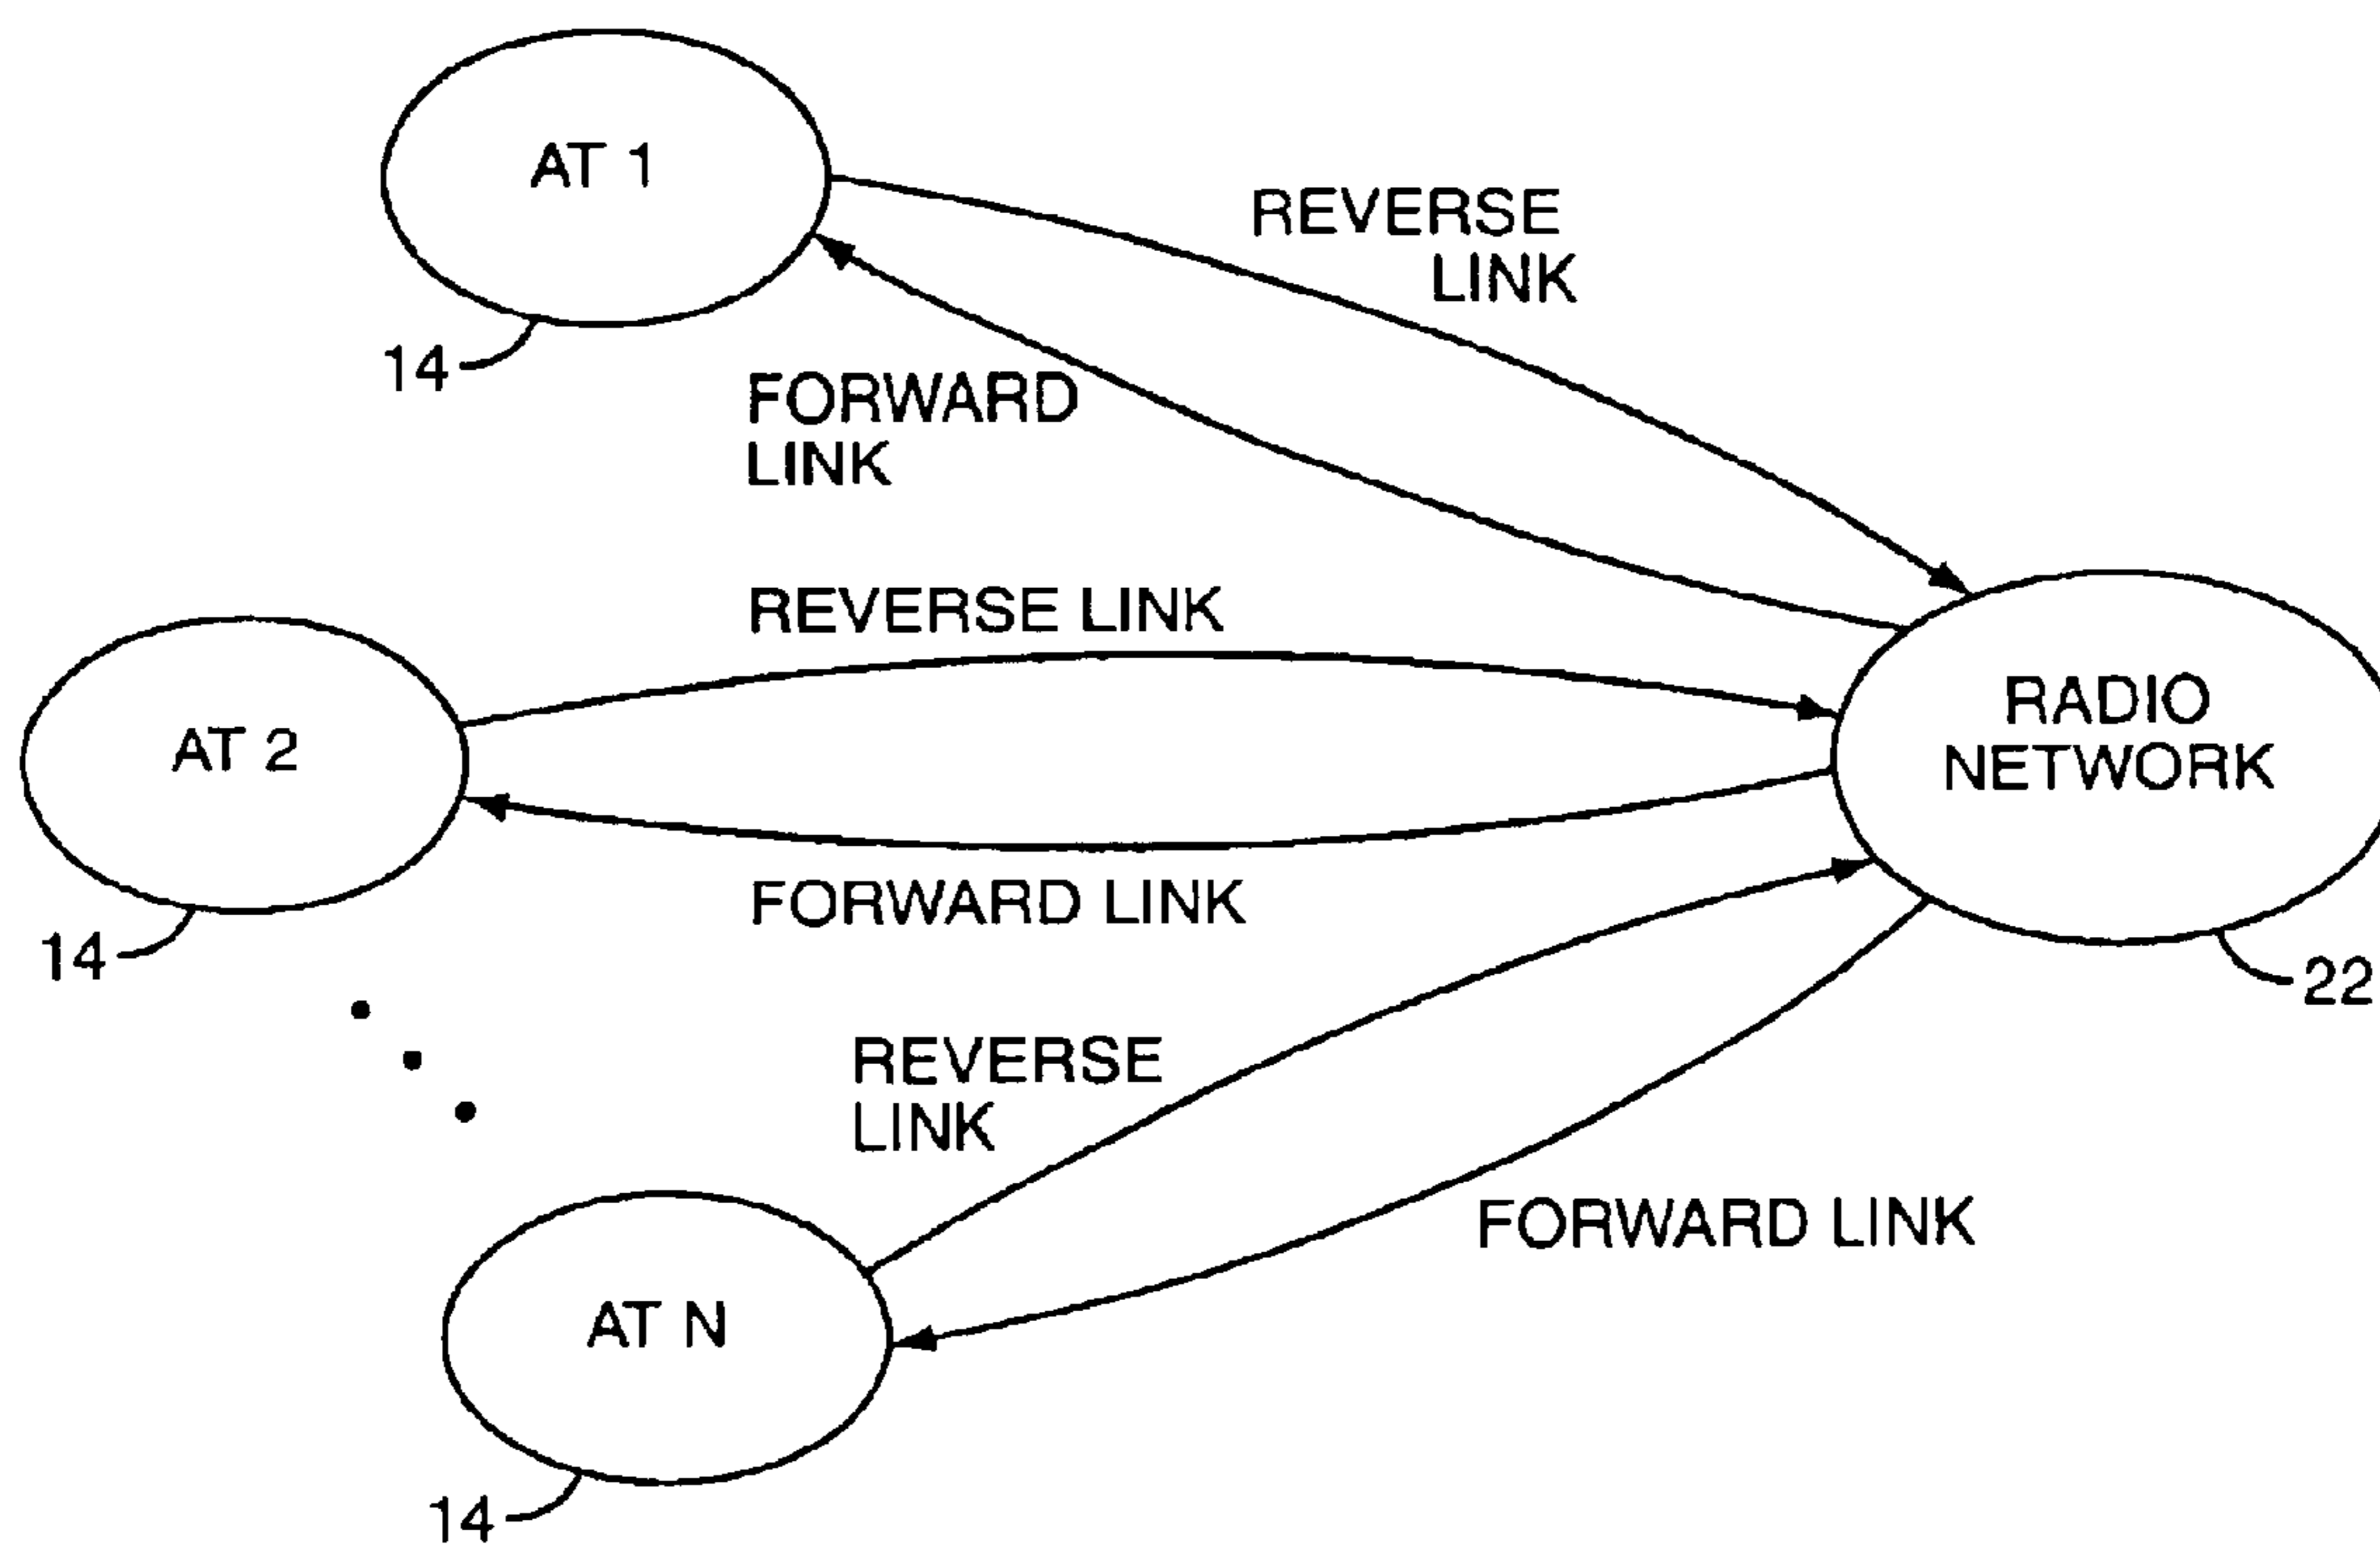 AT 1
REVERSE
LINK
14
FORWARD
LINK
REVERSE LINK
RADIO
NETWORK
AT 2
FORWARD LINK
14
22
REVERSE
LINK
FORWARD LINK
AT N
14